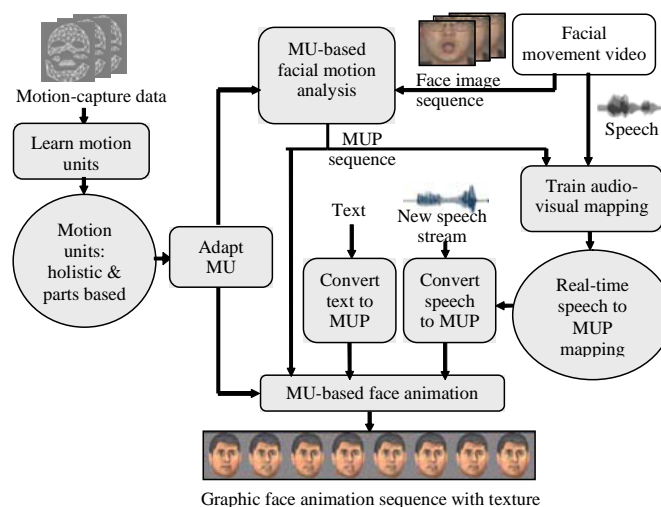 Motion-capture data
Learn motion
units
Motion
units:
holistic &
parts based
Adapt
MU
MU-based
facial motion
analysis
Face image
sequence
Facial
movement video
Speech
MUP
sequence
Train audio-
visual mapping
Text
New speech
stream
Convert
text to
MUP
Convert
speech
to MUP
Real-time
speech to
MUP
mapping
MU-based face animation
Graphic face animation sequence with texture